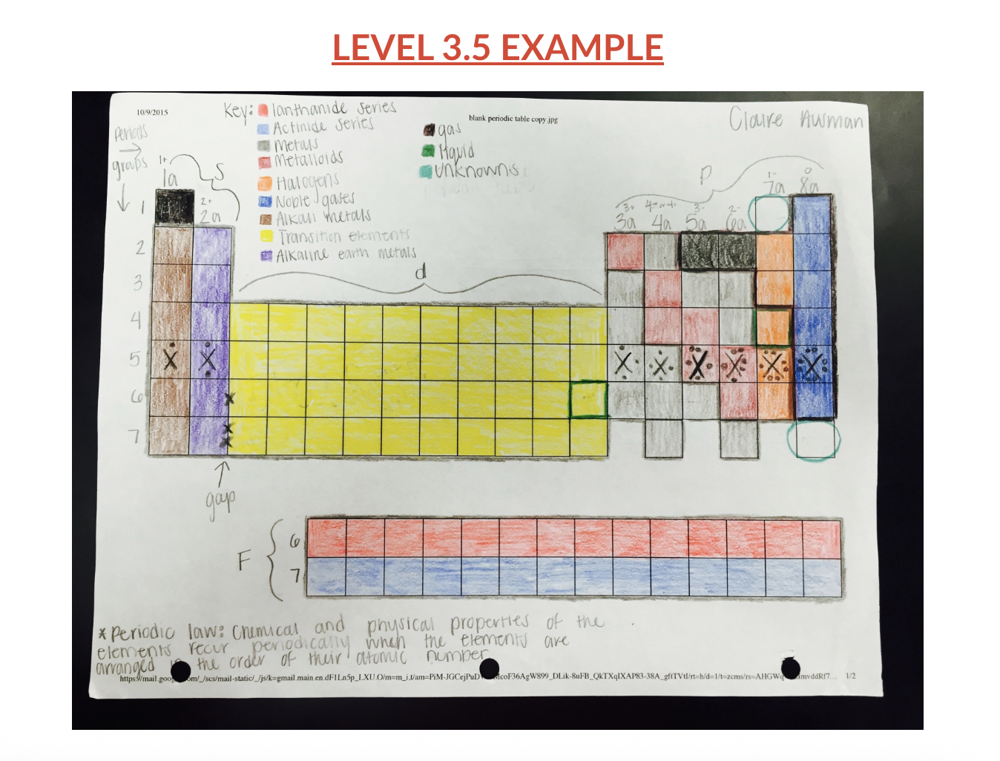 LEVEL 3.5 EXAMPLE
10/9/2015
blank periodic table copy.jpg
Claire Ausman
Key:
lanthanide series
Actinide series
Metals
Metalloids
Halogens
Noble gases
Alkali metals
Transition elements
Alkaline earth metals
gas
liquid
Unknowns
Periods
groups
1+
1a
S
2+
2a
d
P
3+
3a
4+ or 4-
4a
3-
5a
2-
6a
1-
7a
0
8a
1
2
3
4
5
6
7
X X X X X X X X
x
x
x
gap
F
6
7
* Periodic law: Chemical and physical properties of the
elements recur periodically when the elements are
arranged in the order of their atomic number
1/2